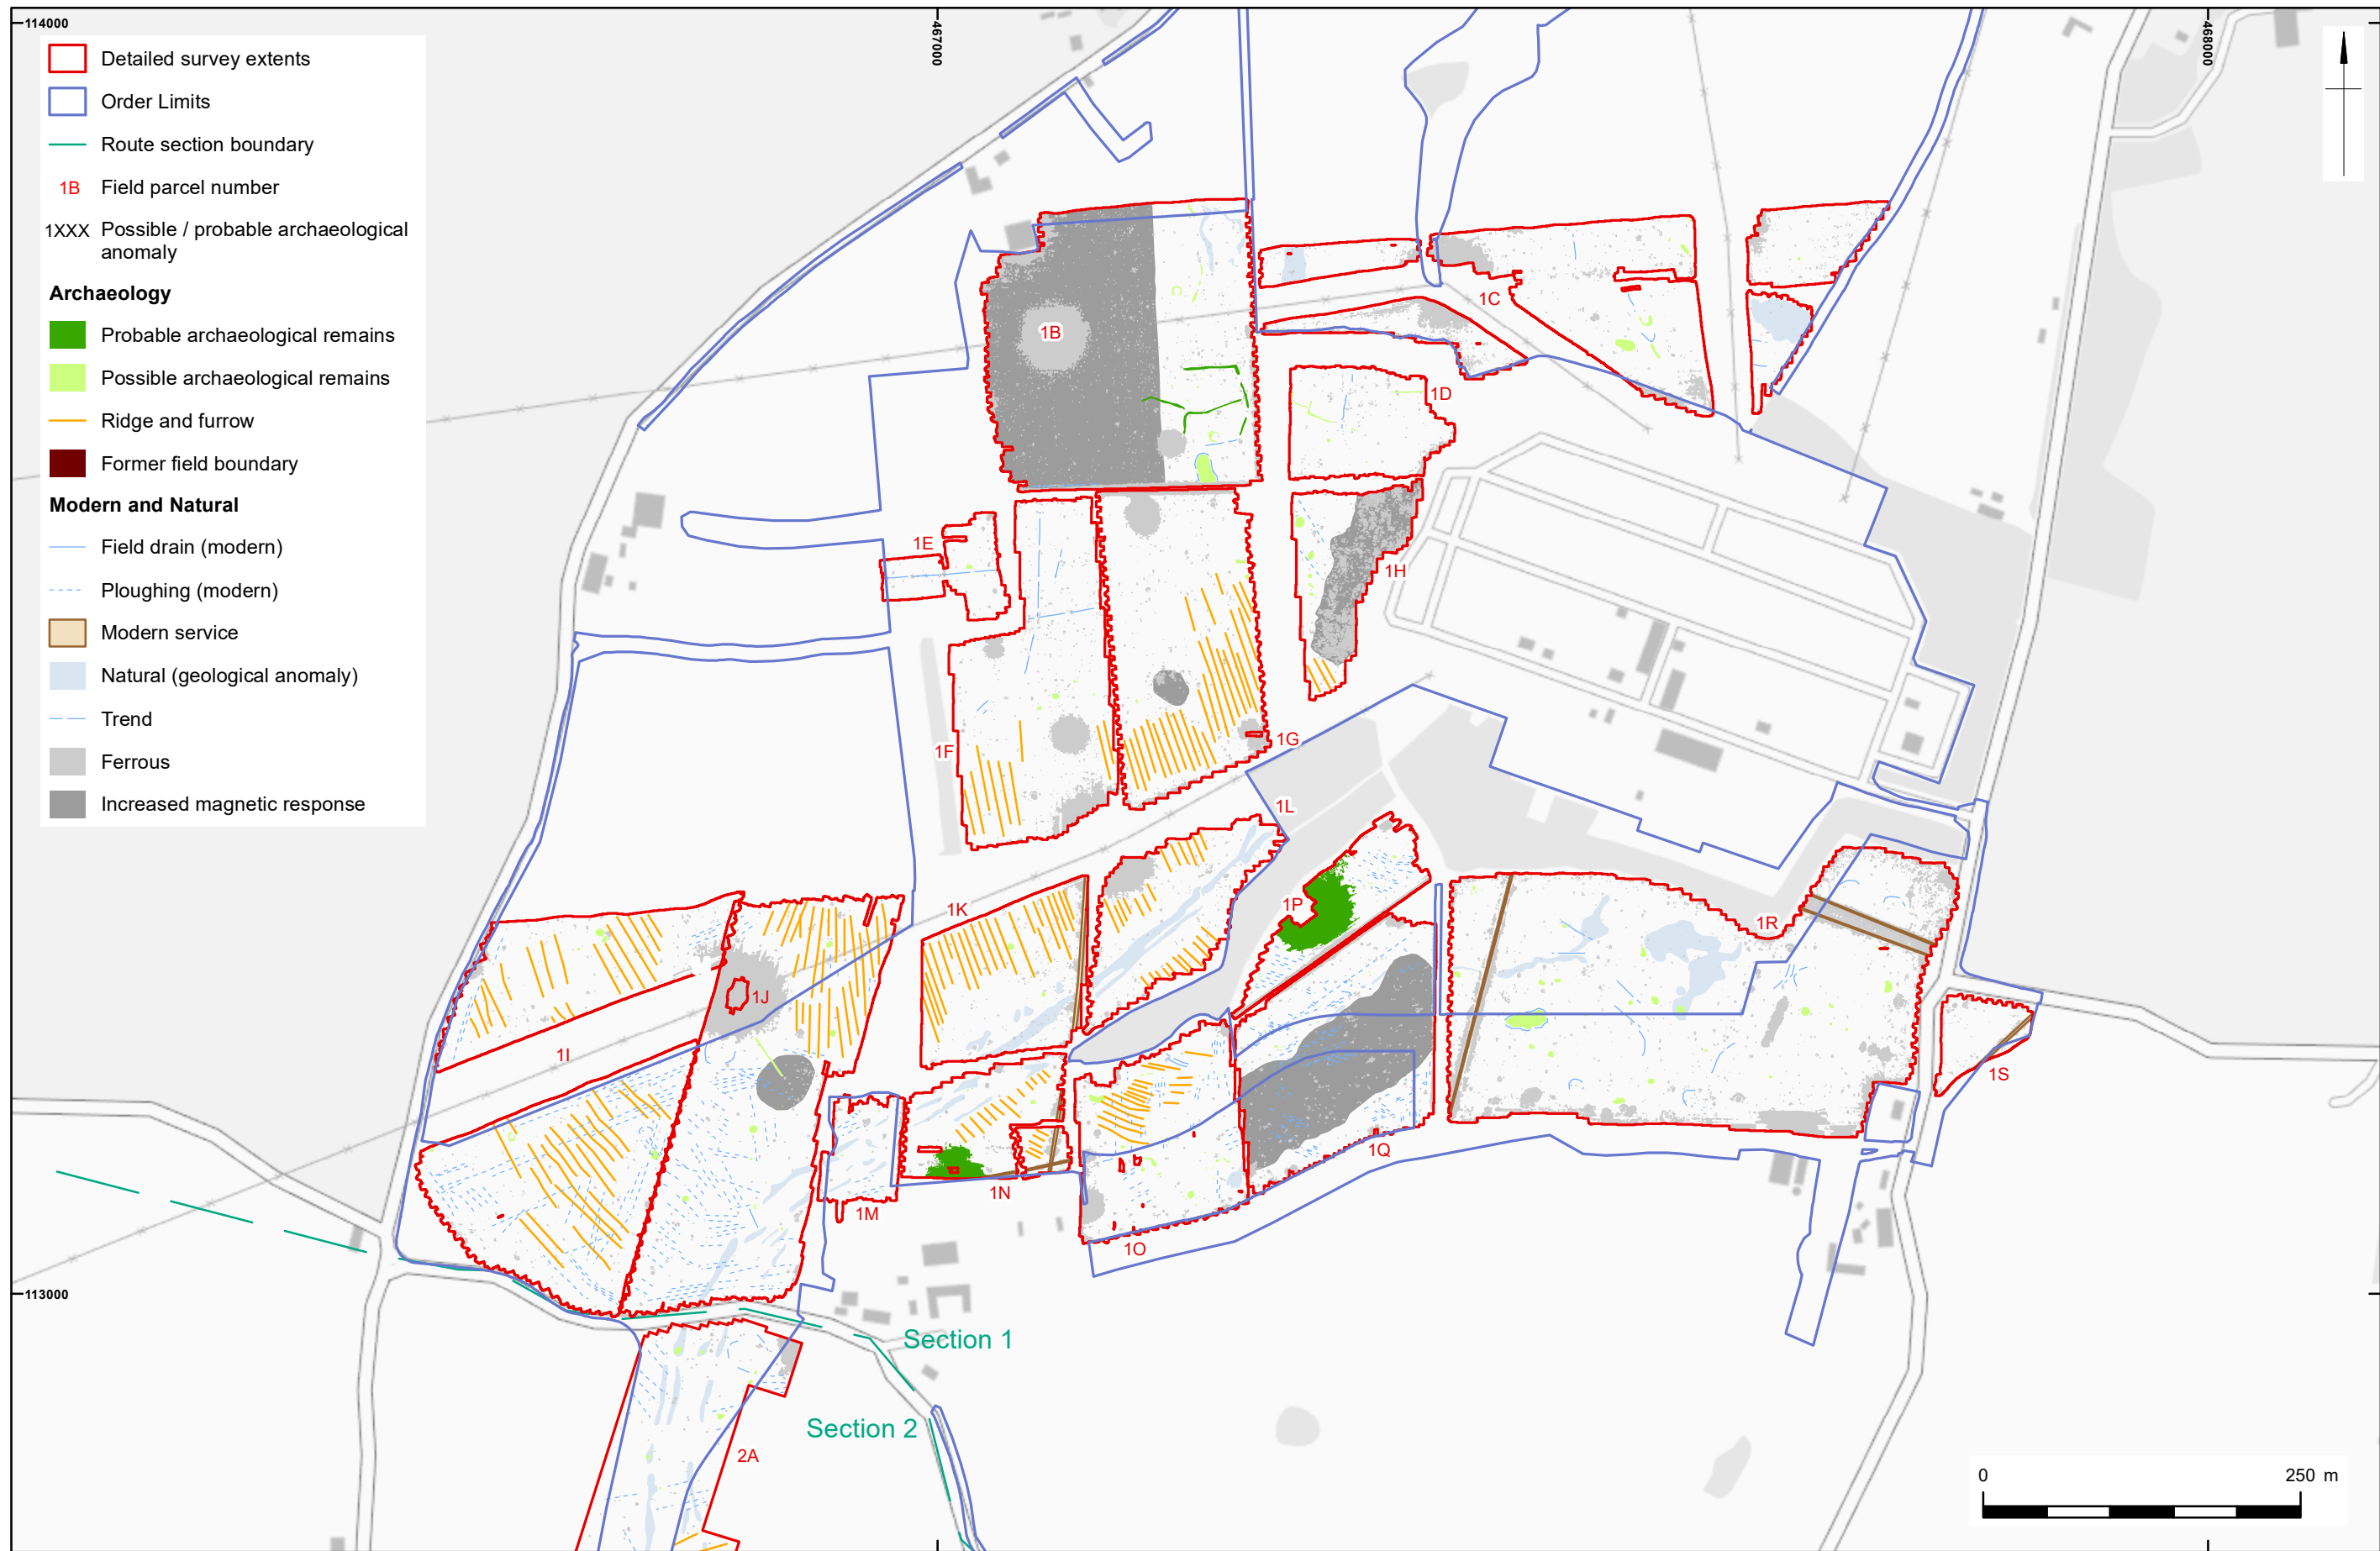 114000
467000
468000
Detailed survey extents
Order Limits
Route section boundary
1B Field parcel number
1XXX Possible / probable archaeological
anomaly
Archaeology
Probable archaeological remains
Possible archaeological remains
Ridge and furrow
Former field boundary
Modern and Natural
Field drain (modern)
Ploughing (modern)
Modern service
Natural (geological anomaly)
Trend
Ferrous
Increased magnetic response
1B
1C
1D
1E
1H
1F
1G
1L
1K
1P
1R
1J
1I
1S
1Q
1N
1M
1O
113000
Section 1
Section 2
2A
0 250 m